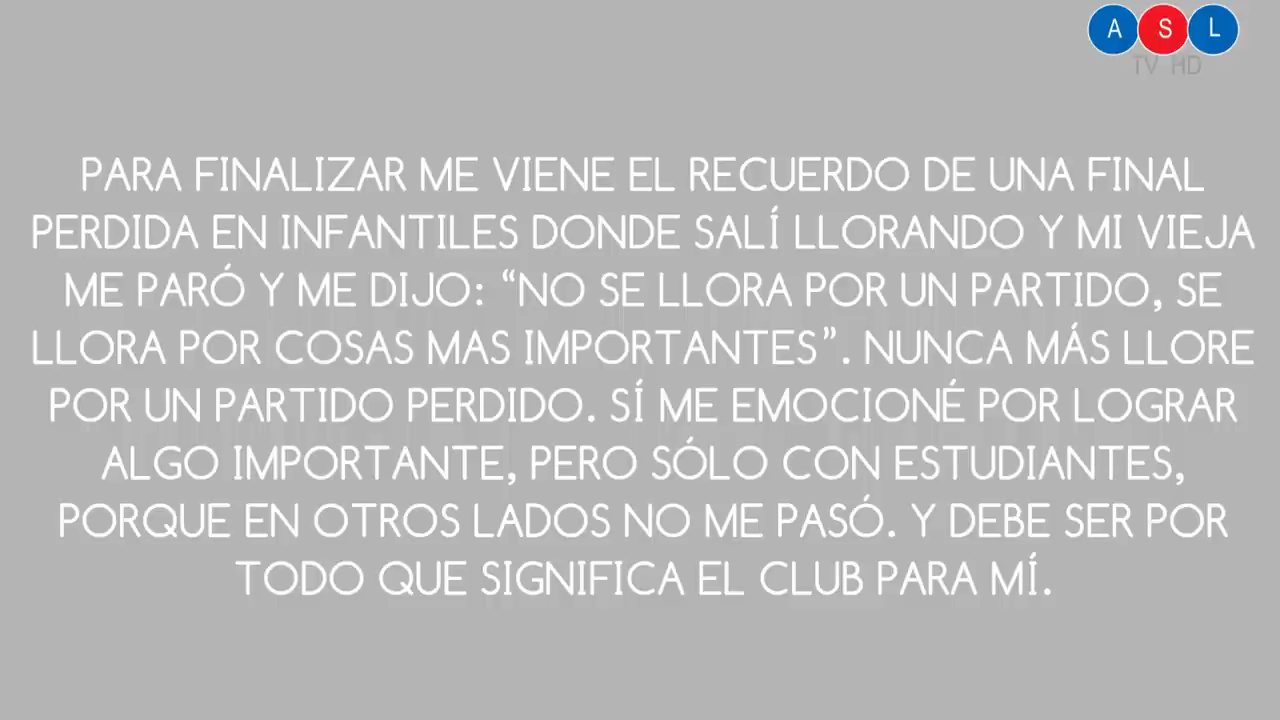 A S L
TV HD
PARA FINALIZAR ME VIENE EL RECUERDO DE UNA FINAL
PERDIDA EN INFANTILES DONDE SALÍ LLORANDO Y MI VIEJA
ME PARÓ Y ME DIJO: “NO SE LLORA POR UN PARTIDO, SE
LLORA POR COSAS MAS IMPORTANTES”. NUNCA MÁS LLORE
POR UN PARTIDO PERDIDO. SÍ ME EMOCIONÉ POR LOGRAR
ALGO IMPORTANTE, PERO SÓLO CON ESTUDIANTES,
PORQUE EN OTROS LADOS NO ME PASÓ. Y DEBE SER POR
TODO QUE SIGNIFICA EL CLUB PARA MÍ.